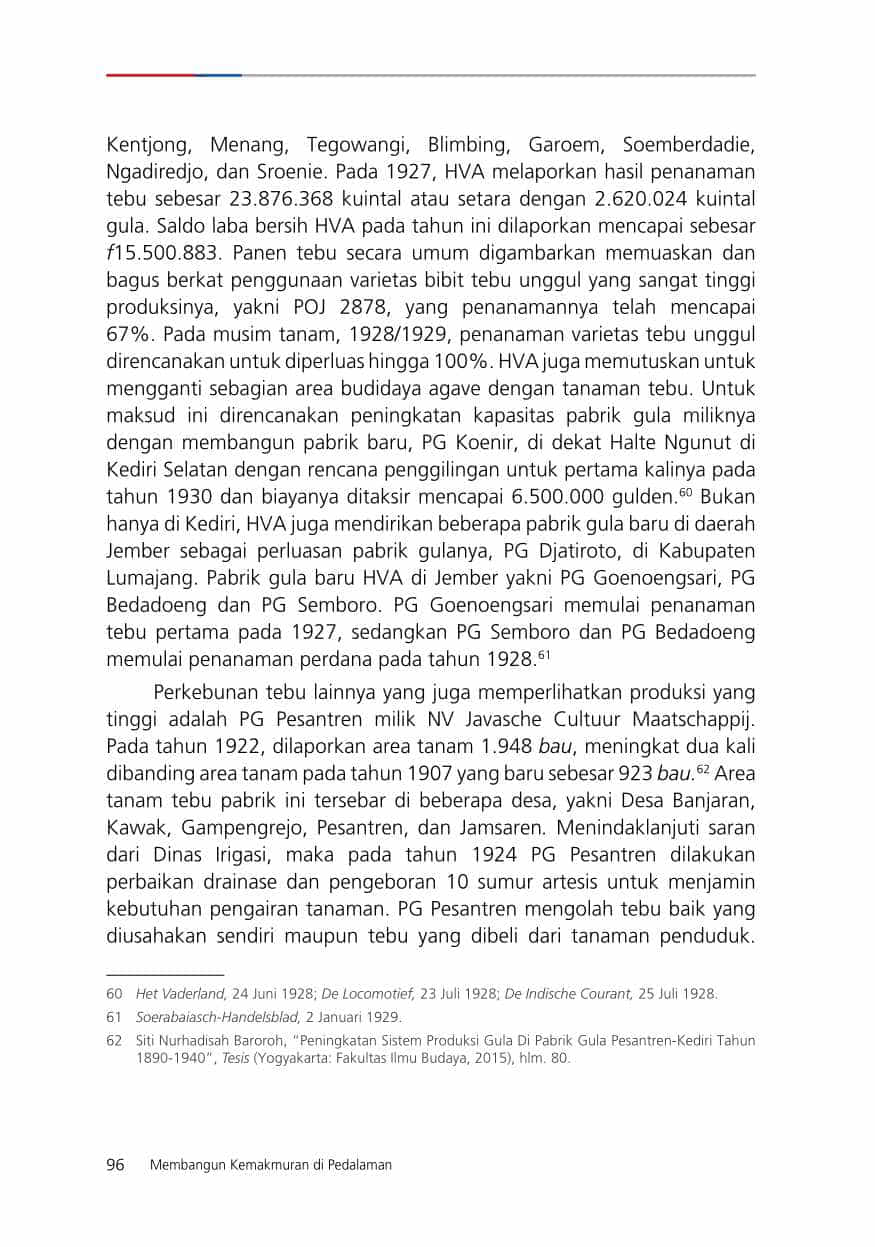 Kentjong, Menang, Tegowangi, Blimbing, Garoem, Soemberdadie,
Ngadiredjo, dan Sroenie. Pada 1927, HVA melaporkan hasil penanaman
tebu sebesar 23.876.368 kuintal atau setara dengan 2.620.024 kuintal
gula. Saldo laba bersih HVA pada tahun ini dilaporkan mencapai sebesar
f15.500.883. Panen tebu secara umum digambarkan memuaskan dan
bagus berkat penggunaan varietas bibit tebu unggul yang sangat tinggi
produksinya, yakni POJ 2878, yang penanamannya telah mencapai
67%. Pada musim tanam, 1928/1929, penanaman varietas tebu unggul
direncanakan untuk diperluas hingga 100%. HVA juga memutuskan untuk
mengganti sebagian area budidaya agave dengan tanaman tebu. Untuk
maksud ini direncanakan peningkatan kapasitas pabrik gula miliknya
dengan membangun pabrik baru, PG Koenir, di dekat Halte Ngunut di
Kediri Selatan dengan rencana penggilingan untuk pertama kalinya pada
tahun 1930 dan biayanya ditaksir mencapai 6.500.000 gulden.60 Bukan
hanya di Kediri, HVA juga mendirikan beberapa pabrik gula baru di daerah
Jember sebagai perluasan pabrik gulanya, PG Djatiroto, di Kabupaten
Lumajang. Pabrik gula baru HVA di Jember yakni PG Goenoengsari, PG
Bedadoeng dan PG Semboro. PG Goenoengsari memulai penanaman
tebu pertama pada 1927, sedangkan PG Semboro dan PG Bedadoeng
memulai penanaman perdana pada tahun 1928.61
Perkebunan tebu lainnya yang juga memperlihatkan produksi yang
tinggi adalah PG Pesantren milik NV Javasche Cultuur Maatschappij.
Pada tahun 1922, dilaporkan area tanam 1.948 bau, meningkat dua kali
dibanding area tanam pada tahun 1907 yang baru sebesar 923 bau.62 Area
tanam tebu pabrik ini tersebar di beberapa desa, yakni Desa Banjaran,
Kawak, Gampengrejo, Pesantren, dan Jamsaren. Menindaklanjuti saran
dari Dinas Irigasi, maka pada tahun 1924 PG Pesantren dilakukan
perbaikan drainase dan pengeboran 10 sumur artesis untuk menjamin
kebutuhan pengairan tanaman. PG Pesantren mengolah tebu baik yang
diusahakan sendiri maupun tebu yang dibeli dari tanaman penduduk.
60 Het Vaderland, 24 Juni 1928; De Locomotief, 23 Juli 1928; De Indische Courant, 25 Juli 1928.
61 Soerabaiasch-Handelsblad, 2 Januari 1929.
62 Siti Nurhadisah Baroroh, "Peningkatan Sistem Produksi Gula Di Pabrik Gula Pesantren-Kediri Tahun
1890-1940", Tesis (Yogyakarta: Fakultas Ilmu Budaya, 2015), hlm. 80.
96 Membangun Kemakmuran di Pedalaman